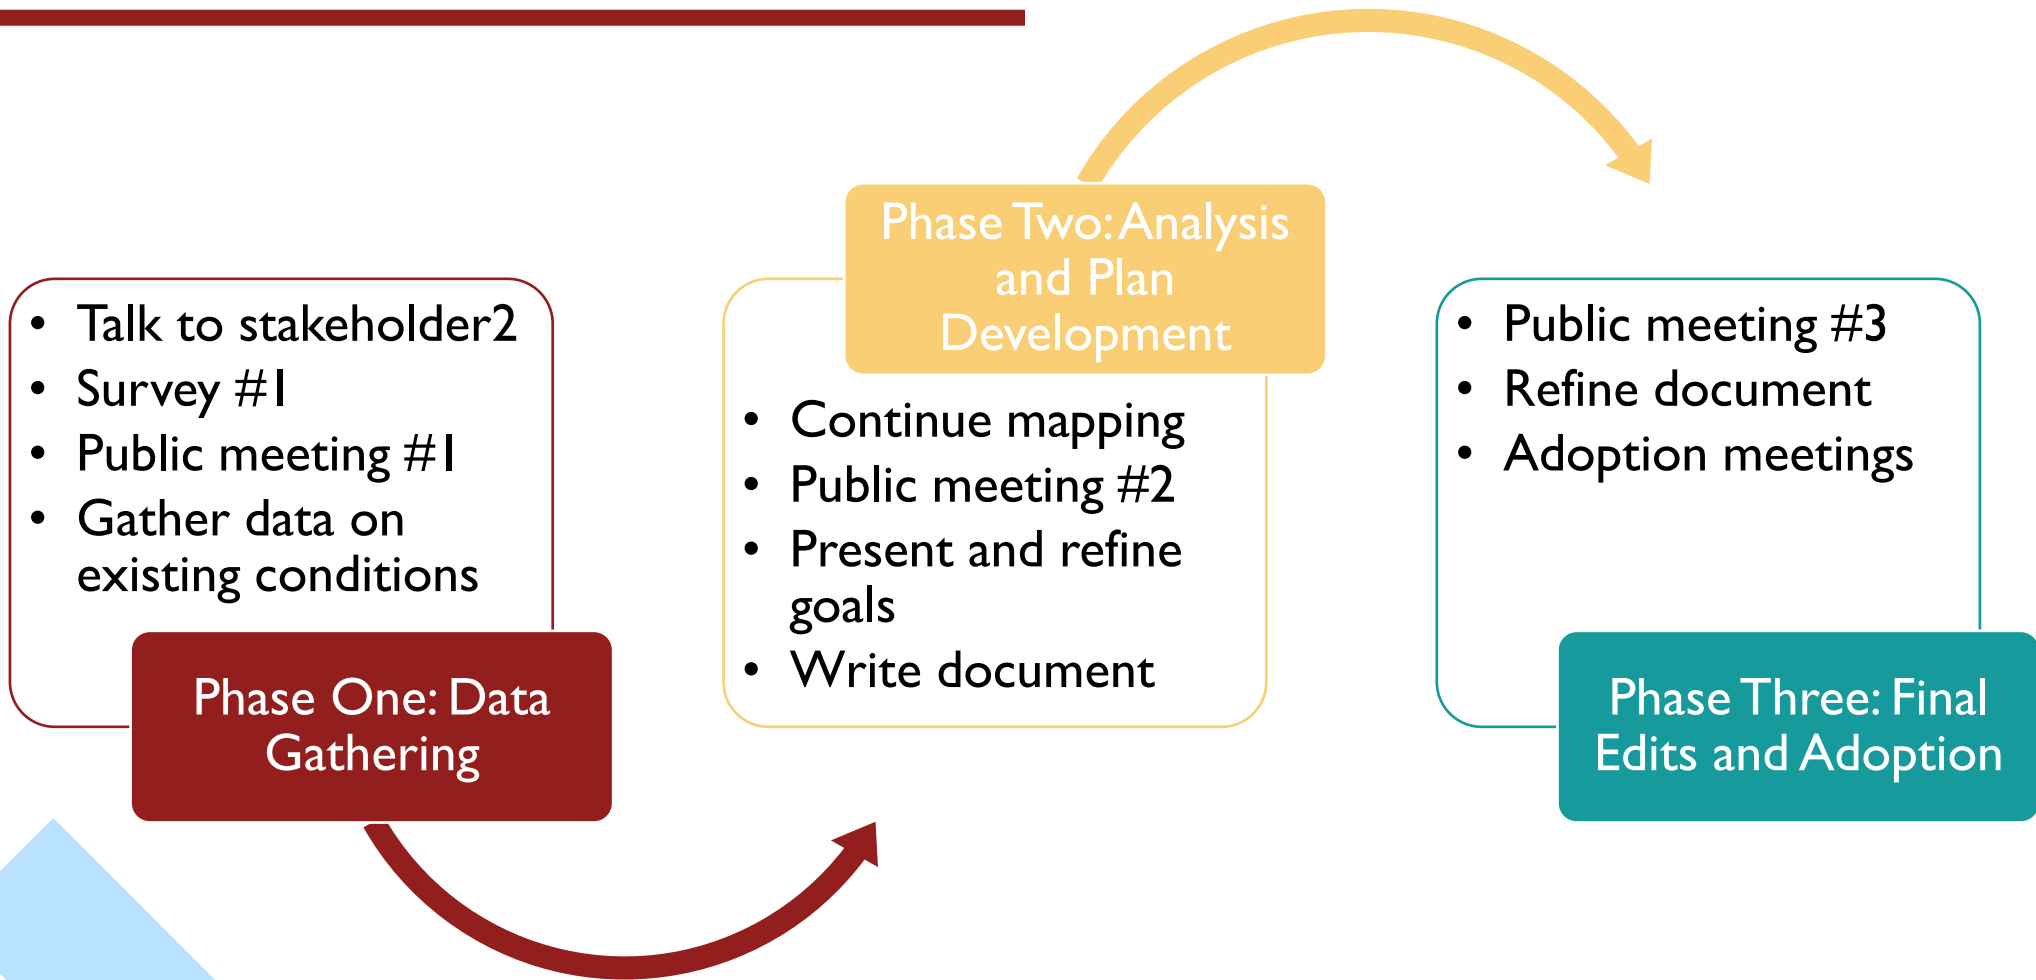 • Talk to stakeholder2
• Survey #1
• Public meeting #1
• Gather data on
existing conditions
Phase One: Data
Gathering
Phase Two: Analysis
and Plan
Development
• Continue mapping
• Public meeting #2
• Present and refine
goals
• Write document
• Public meeting #3
• Refine document
• Adoption meetings
Phase Three: Final
Edits and Adoption